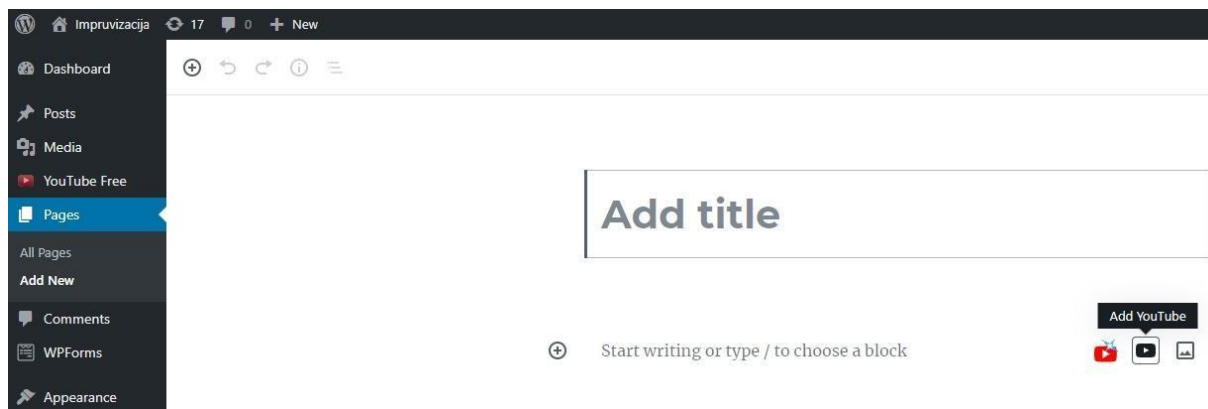 Impruvizacija 17 0 New
Dashboard
Posts
Media
YouTube Free
Pages
All Pages
Add New
Comments
WPForms
Appearance
Add title
Add YouTube
Start writing or type / to choose a block